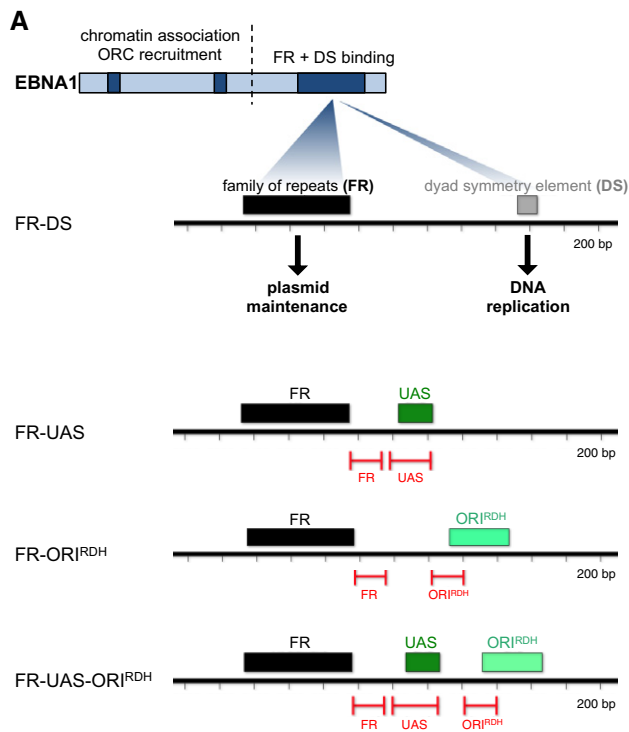 A
chromatin association
ORC recruitment
FR + DS binding
EBNA1
family of repeats (FR)
dyad symmetry element (DS)
FR-DS
200 bp
plasmid
maintenance
DNA
replication
FR
UAS
FR-UAS
200 bp
FR
UAS
FR
ORIRDH
FR-ORIRDH
200 bp
FR
ORIRDH
FR
UAS
ORIRDH
FR-UAS-ORIRDH
200 bp
FR
UAS
ORIRDH